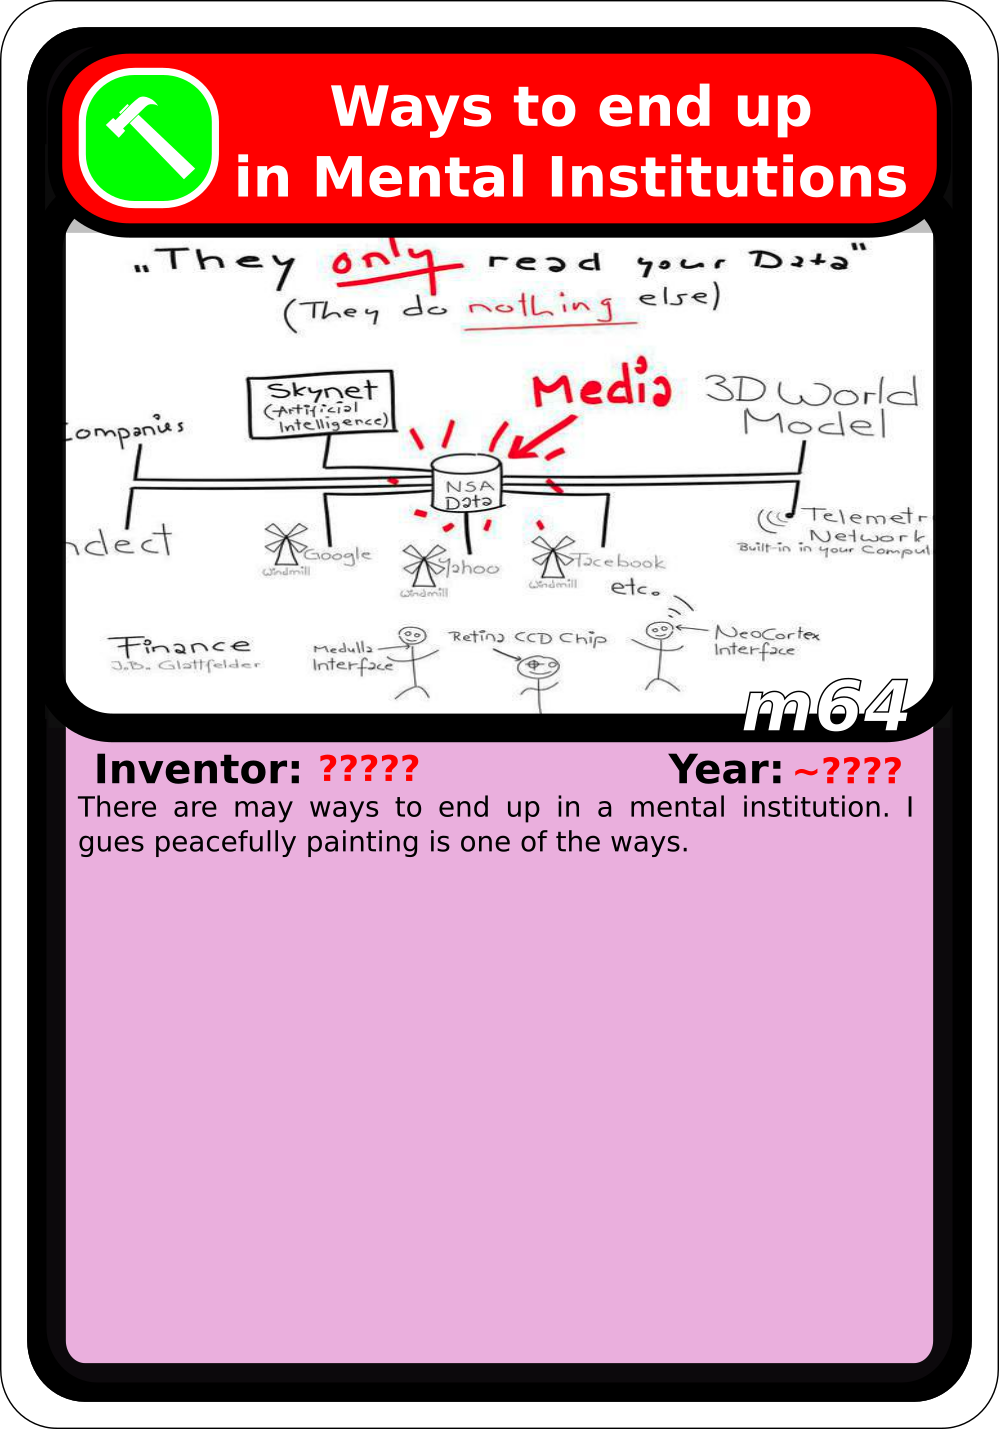 Ways to end up
in Mental Institutions
„They only read your Data"
(They do nothing else)
Media
Skynet
(Artificial
Intelligence)
3D World
Model
ompanies
NSA
Data
ndect
Google
Windmill
Yahoo
Windmill
Facebook
Windmill
etc.
Telemetr
Network
Built-in in your Comput
Finance
J.B. Glattfelder
Medulla
Interface
Retina CCD Chip
NeoCortex
Interface
m64
Inventor: ????? Year: ~????
There are may ways to end up in a mental institution. I
gues peacefully painting is one of the ways.